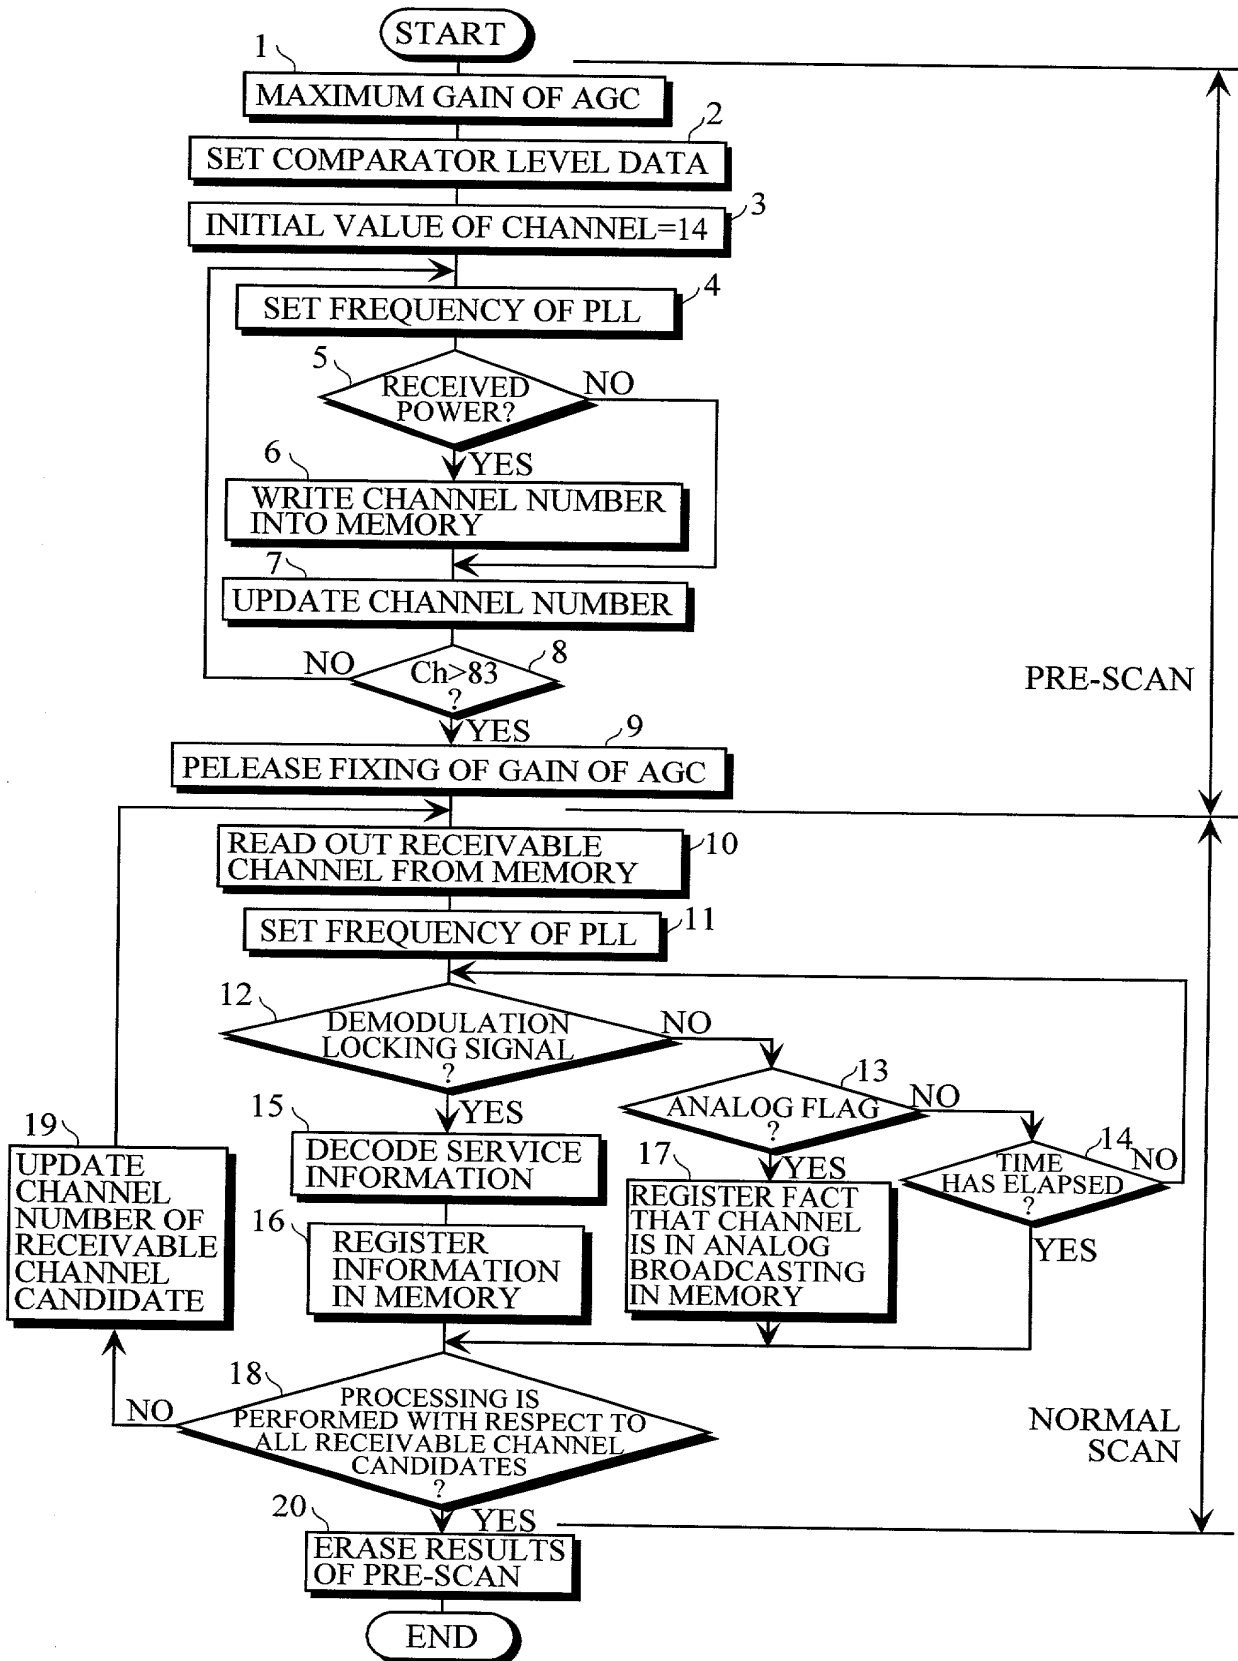 START
1
MAXIMUM GAIN OF AGC
2
SET COMPARATOR LEVEL DATA
3
INITIAL VALUE OF CHANNEL=14
4
SET FREQUENCY OF PLL
5
RECEIVED
POWER?
NO
YES
6
WRITE CHANNEL NUMBER
INTO MEMORY
7
UPDATE CHANNEL NUMBER
8
Ch>83
?
NO
YES
PRE-SCAN
9
PELEASE FIXING OF GAIN OF AGC
10
READ OUT RECEIVABLE
CHANNEL FROM MEMORY
11
SET FREQUENCY OF PLL
12
DEMODULATION
LOCKING SIGNAL
?
NO
YES
13
ANALOG FLAG
?
NO
YES
14
TIME
HAS ELAPSED
?
NO
YES
15
DECODE SERVICE
INFORMATION
16
REGISTER
INFORMATION
IN MEMORY
17
REGISTER FACT
THAT CHANNEL
IS IN ANALOG
BROADCASTING
IN MEMORY
18
PROCESSING IS
PERFORMED WITH RESPECT TO
ALL RECEIVABLE CHANNEL
CANDIDATES
?
NO
YES
19
UPDATE
CHANNEL
NUMBER OF
RECEIVABLE
CHANNEL
CANDIDATE
NORMAL
SCAN
20
ERASE RESULTS
OF PRE-SCAN
END